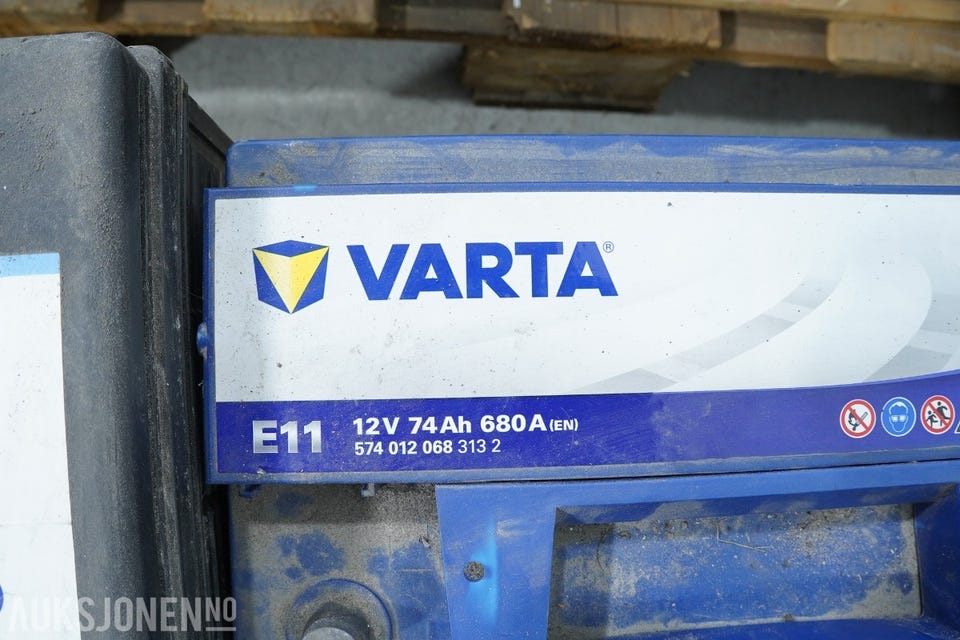 VARTA®
E11 12V 74Ah 680A (EN)
574 012 068 313 2
AUKSJONEN.NO